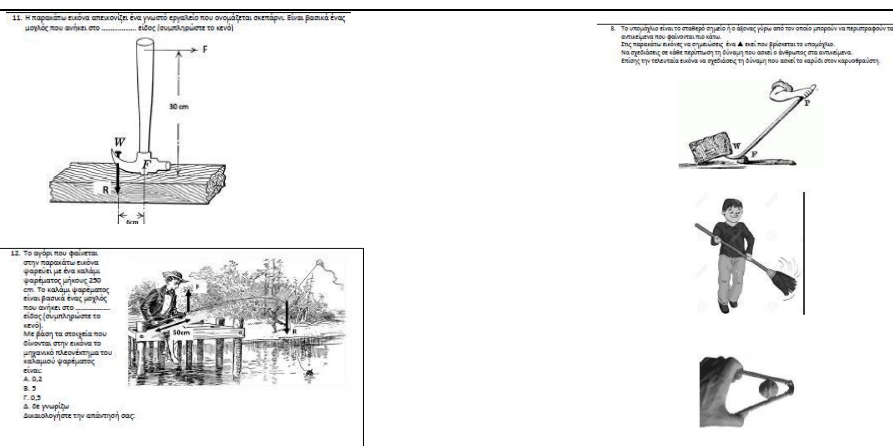 11. Η παρακάτω εικόνα απεικονίζει ένα γνωστό εργαλείο που ονομάζεται σκεπάρνι. Είναι βασικά ένας
μοχλός που ανήκει στο ................. είδος (συμπληρώστε το κενό)
F
30 cm
W
F
R
6cm
12. Το αγόρι που φαίνεται
στην παρακάτω εικόνα
ψαρεύει με ένα καλάμι
ψαρέματος μήκους 250
cm. Το καλάμι ψαρέματος
είναι βασικά ένας μοχλός
που ανήκει στο .................
είδος (συμπληρώστε το
κενό).
Με βάση τα στοιχεία που
δίνονται στην εικόνα το
μηχανικό πλεονέκτημα του
καλαμιού ψαρέματος
είναι:
Α. 0,2
Β. 5
Γ. 0,5
Δ. δε γνωρίζω
Δικαιολογήστε την απάντησή σας:
F
50cm
R
8. Το υπομόχλιο είναι το σταθερό σημείο ή ο άξονας γύρω από τον οποίο μπορούν να περιστραφούν τα
αντικείμενα που φαίνονται πιο κάτω.
Στις παρακάτω εικόνες να σημειώσεις ένα ▲ εκεί που βρίσκεται το υπομόχλιο.
Να σχεδιάσεις σε κάθε περίπτωση τη δύναμη που ασκεί ο άνθρωπος στα αντικείμενα.
Επίσης την τελευταία εικόνα να σχεδιάσεις τη δύναμη που ασκεί το καρύδι στον καρυοθραύστη.
P
W
F